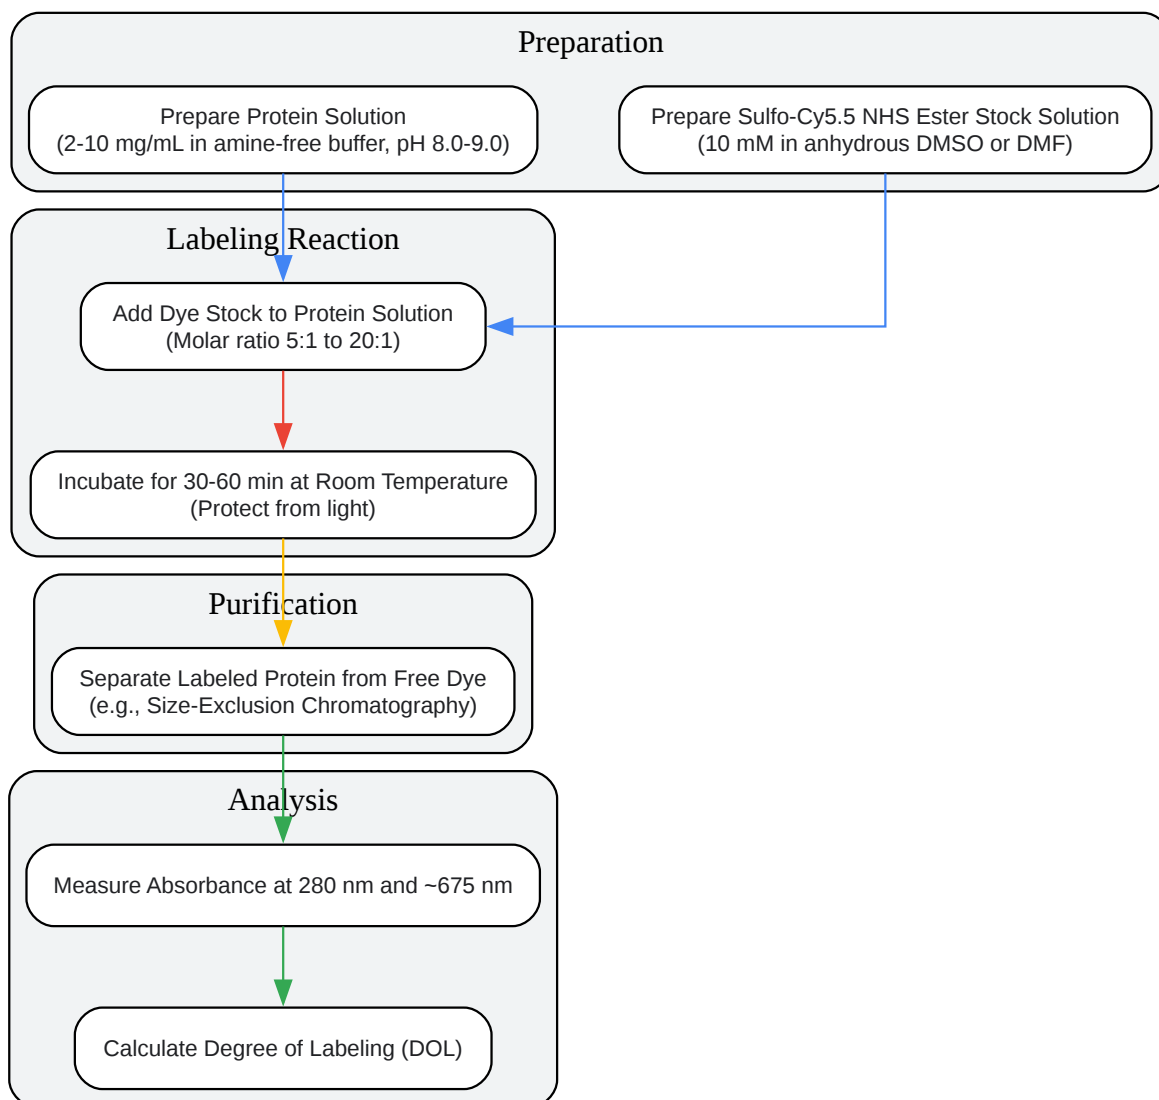 Preparation
Prepare Protein Solution
(2-10 mg/mL in amine-free buffer, pH 8.0-9.0)
Prepare Sulfo-Cy5.5 NHS Ester Stock Solution
(10 mM in anhydrous DMSO or DMF)
Labeling Reaction
Add Dye Stock to Protein Solution
(Molar ratio 5:1 to 20:1)
Incubate for 30-60 min at Room Temperature
(Protect from light)
Purification
Separate Labeled Protein from Free Dye
(e.g., Size-Exclusion Chromatography)
Analysis
Measure Absorbance at 280 nm and ~675 nm
Calculate Degree of Labeling (DOL)